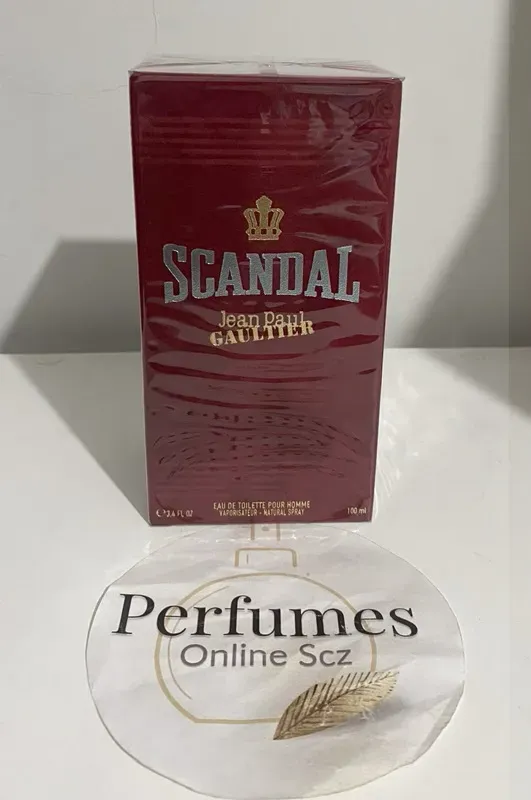 SCANDAL
Jean Paul
GAULTIER
EAU DE TOILETTE POUR HOMME
VAPORISATEUR - NATURAL SPRAY
℮ 3.4 FL OZ
100 ml
Perfumes
Online Scz